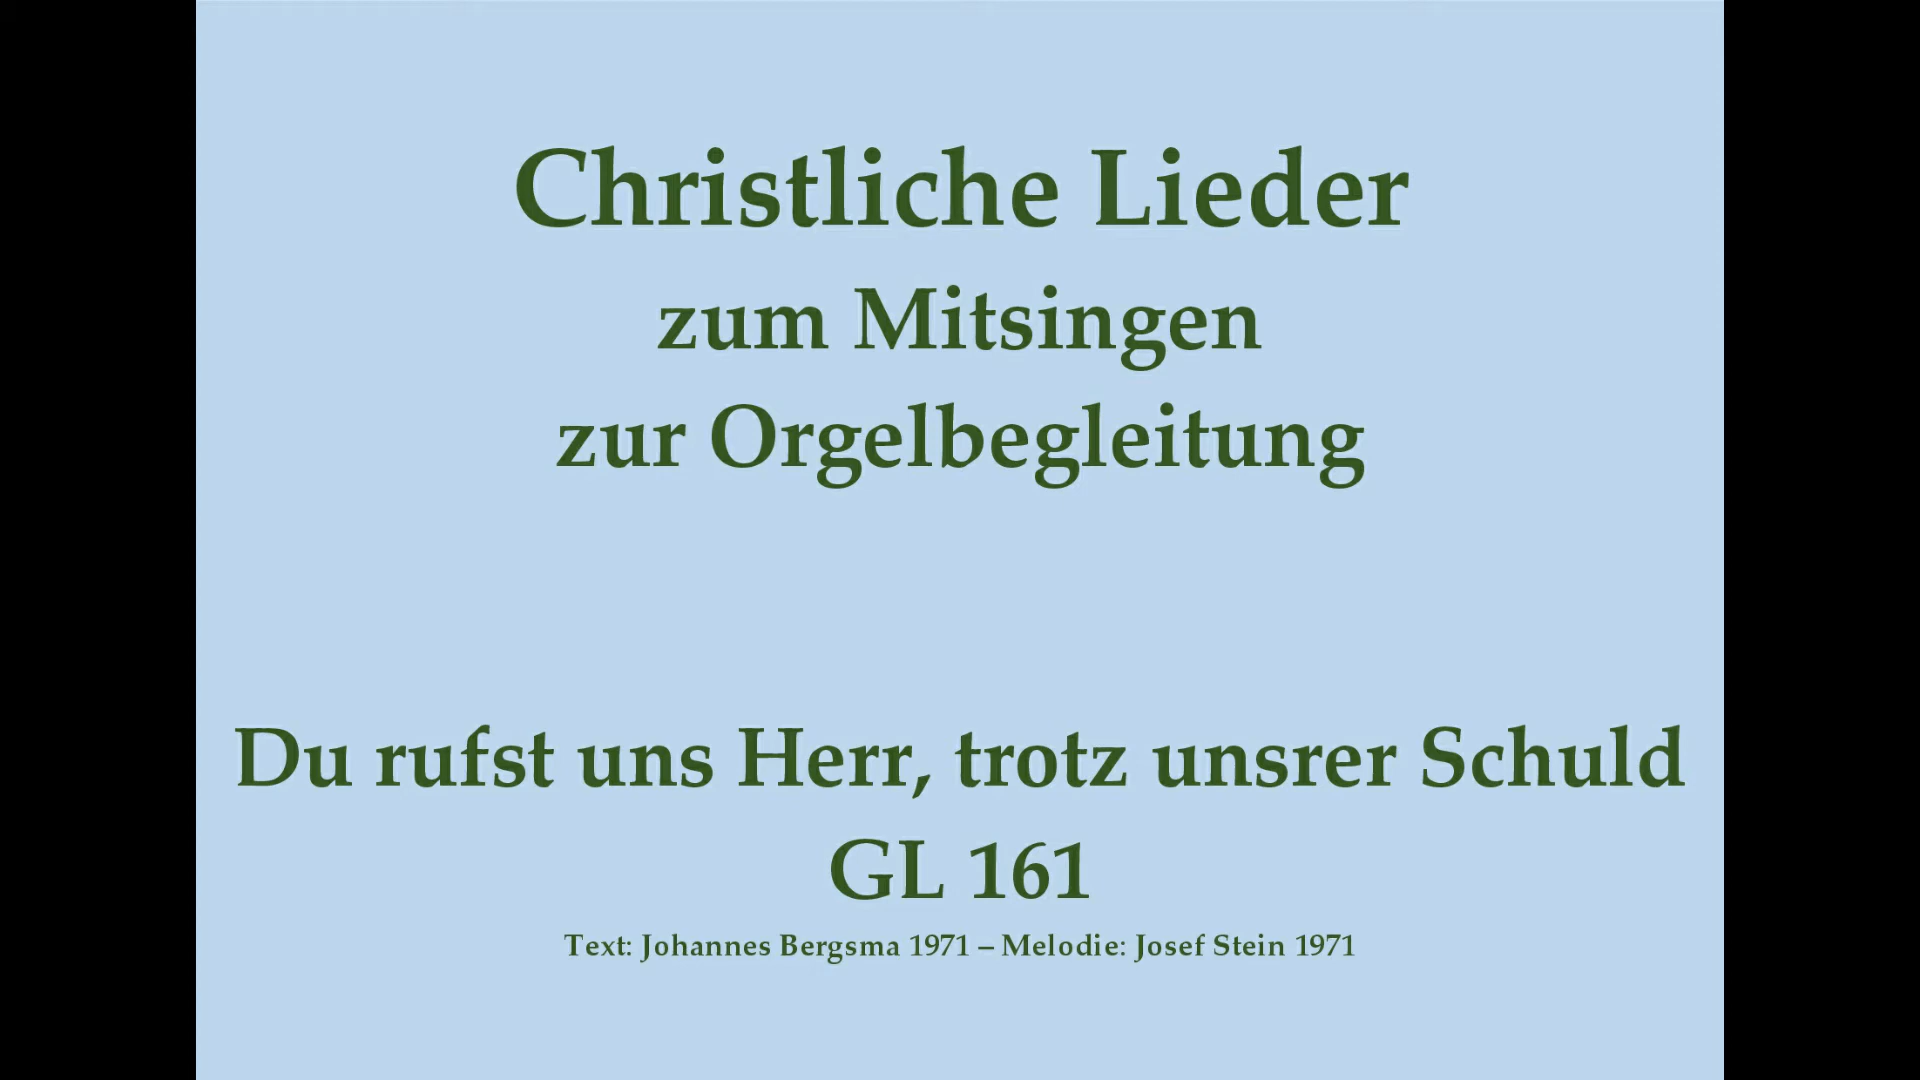 Christliche Lieder
zum Mitsingen
zur Orgelbegleitung
Du rufst uns Herr, trotz unsrer Schuld
GL 161
Text: Johannes Bergsma 1971 – Melodie: Josef Stein 1971